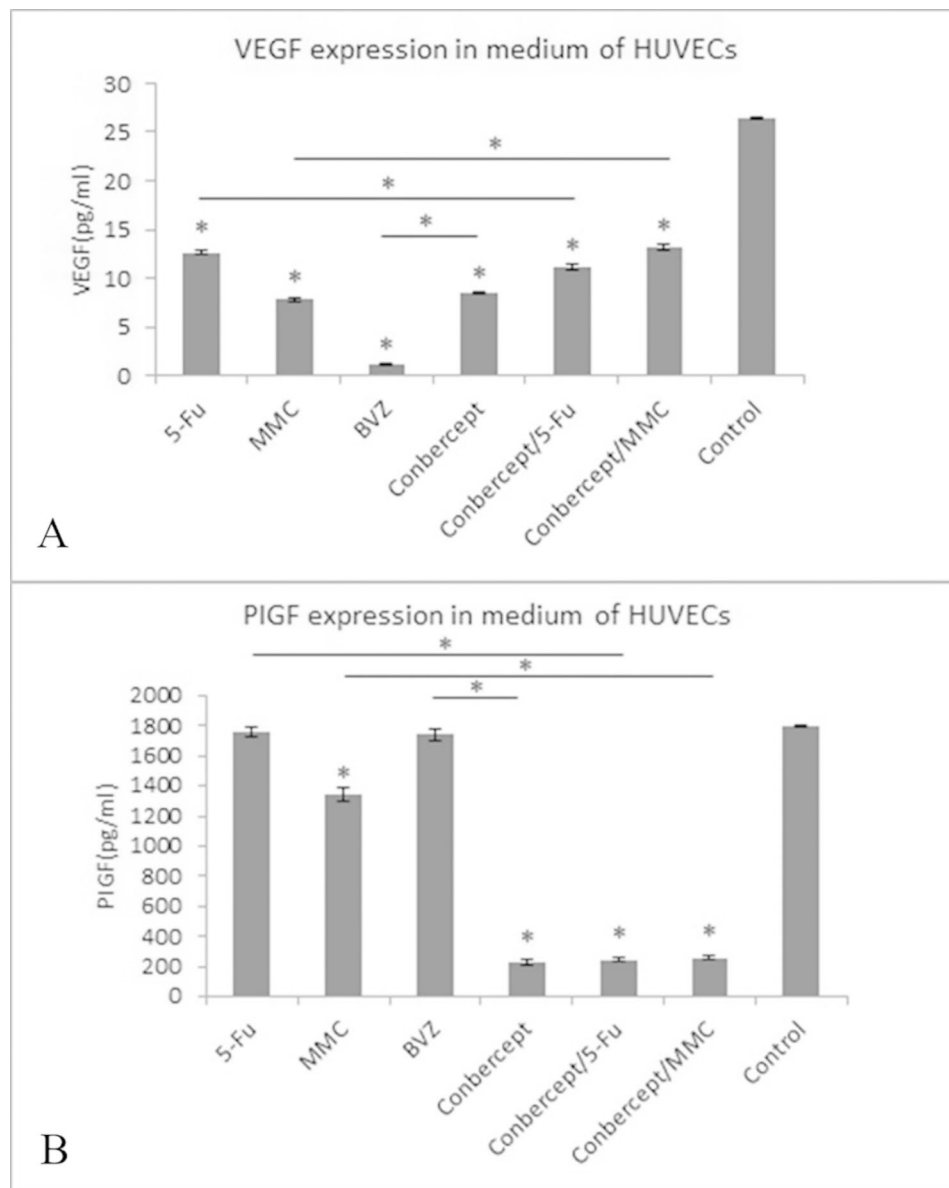 VEGF expression in medium of HUVECs
30
25
20
15
10
5
0
VEGF(pg/ml)
* * * * * * * * *
5-Fu
MMC
BVZ
Conbercept
Conbercept/5-Fu
Conbercept/MMC
Control
A
PIGF expression in medium of HUVECs
2000
1800
1600
1400
1200
1000
800
600
400
200
0
PIGF(pg/ml)
* * * * * * *
5-Fu
MMC
BVZ
Conbercept
Conbercept/5-Fu
Conbercept/MMC
Control
B